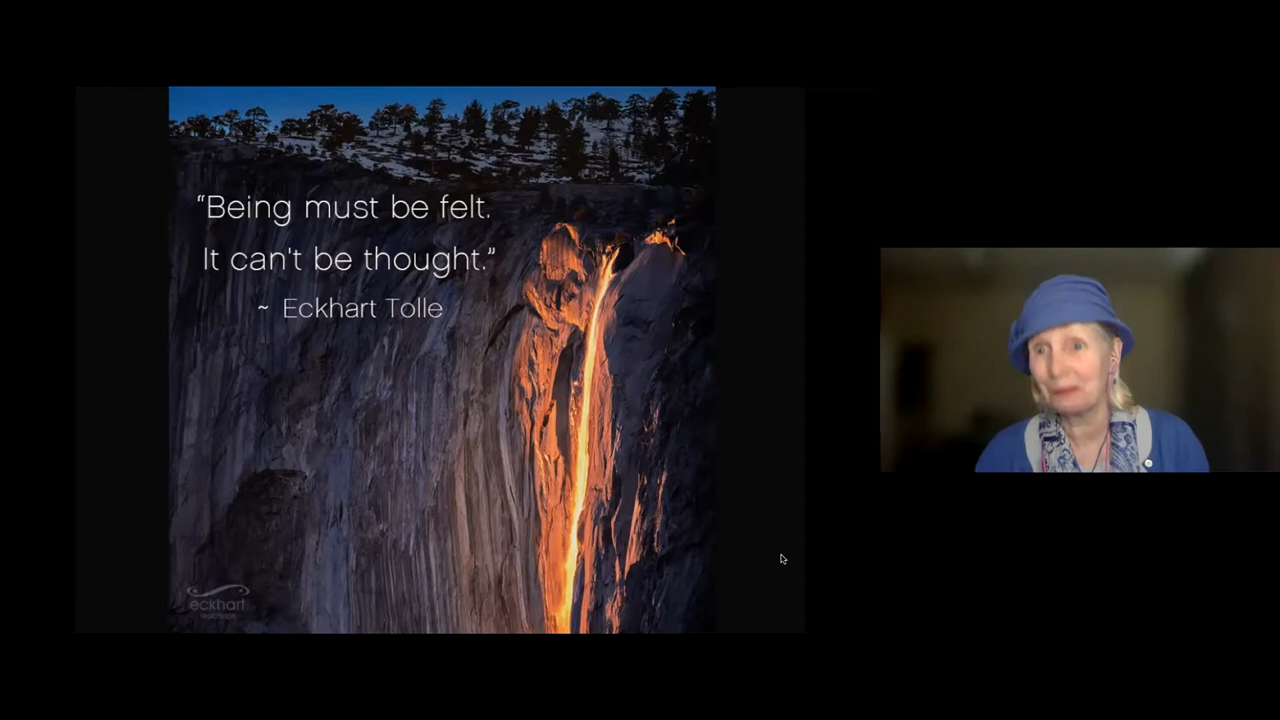 “Being must be felt.
It can't be thought.”
~ Eckhart Tolle
eckhart